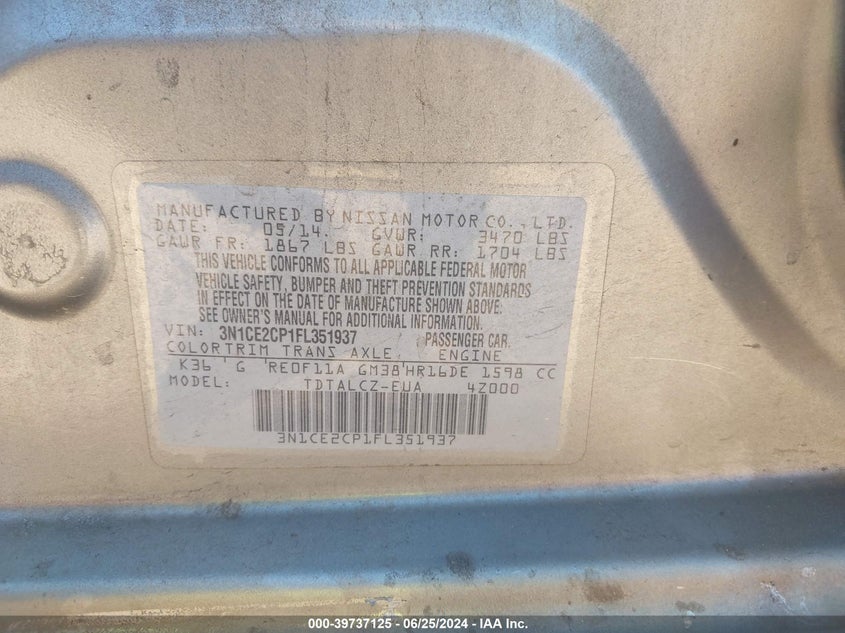 MANUFACTURED BY NISSAN MOTOR CO., LTD.
DATE: 05/14. GVWR: 3470 LBS
GAWR FR: 1867 LBS GAWR RR: 1704 LBS
THIS VEHICLE CONFORMS TO ALL APPLICABLE FEDERAL MOTOR
VEHICLE SAFETY, BUMPER AND THEFT PREVENTION STANDARDS
IN EFFECT ON THE DATE OF MANUFACTURE SHOWN ABOVE:
SEE OWNER'S MANUAL FOR ADDITIONAL INFORMATION.
VIN: 3N1CE2CP1FL351937 PASSENGER CAR.
COLORTRIM TRANS AXLE. ENGINE
K36 ' G 'RE0F11A GM38'HR16DE 1598 CC
MODEL: TDTALCZ-EUA 4Z000
3N1CE2CP1FL351937
000-39737125 - 06/25/2024 - IAA Inc.